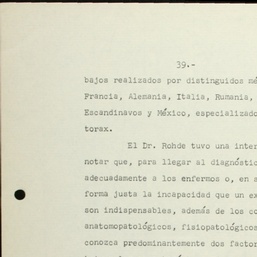 39.-
bajos realizados por distinguidos mé
Francia, Alemania, Italia, Rumania,
Escandinavos y México, especializado
torax.
El Dr. Rohde tuvo una inter
notar que, para llegar al diagnóstic
adecuadamente a los enfermos o, en a
forma justa la incapacidad que un ex
son indispensables, además de los co
anatomopatológicos, fisiopatológicos
conozca predominantemente dos factor